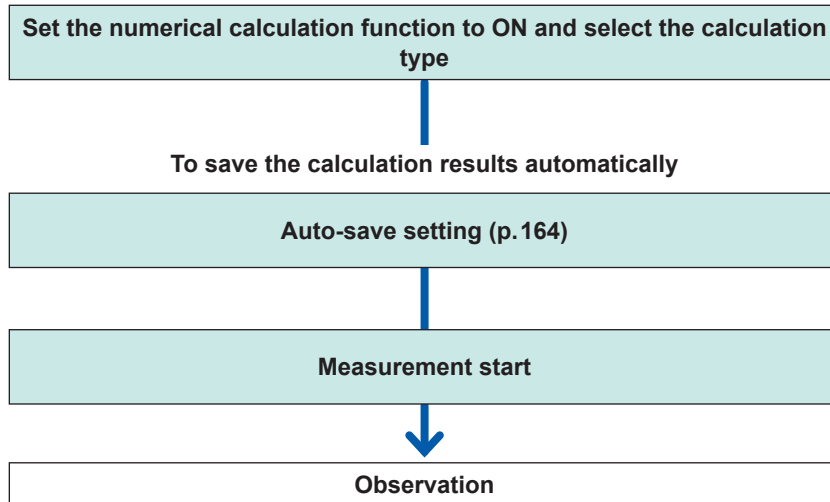 Set the numerical calculation function to ON and select the calculation
type
To save the calculation results automatically
Auto-save setting (p.164)
Measurement start
Observation